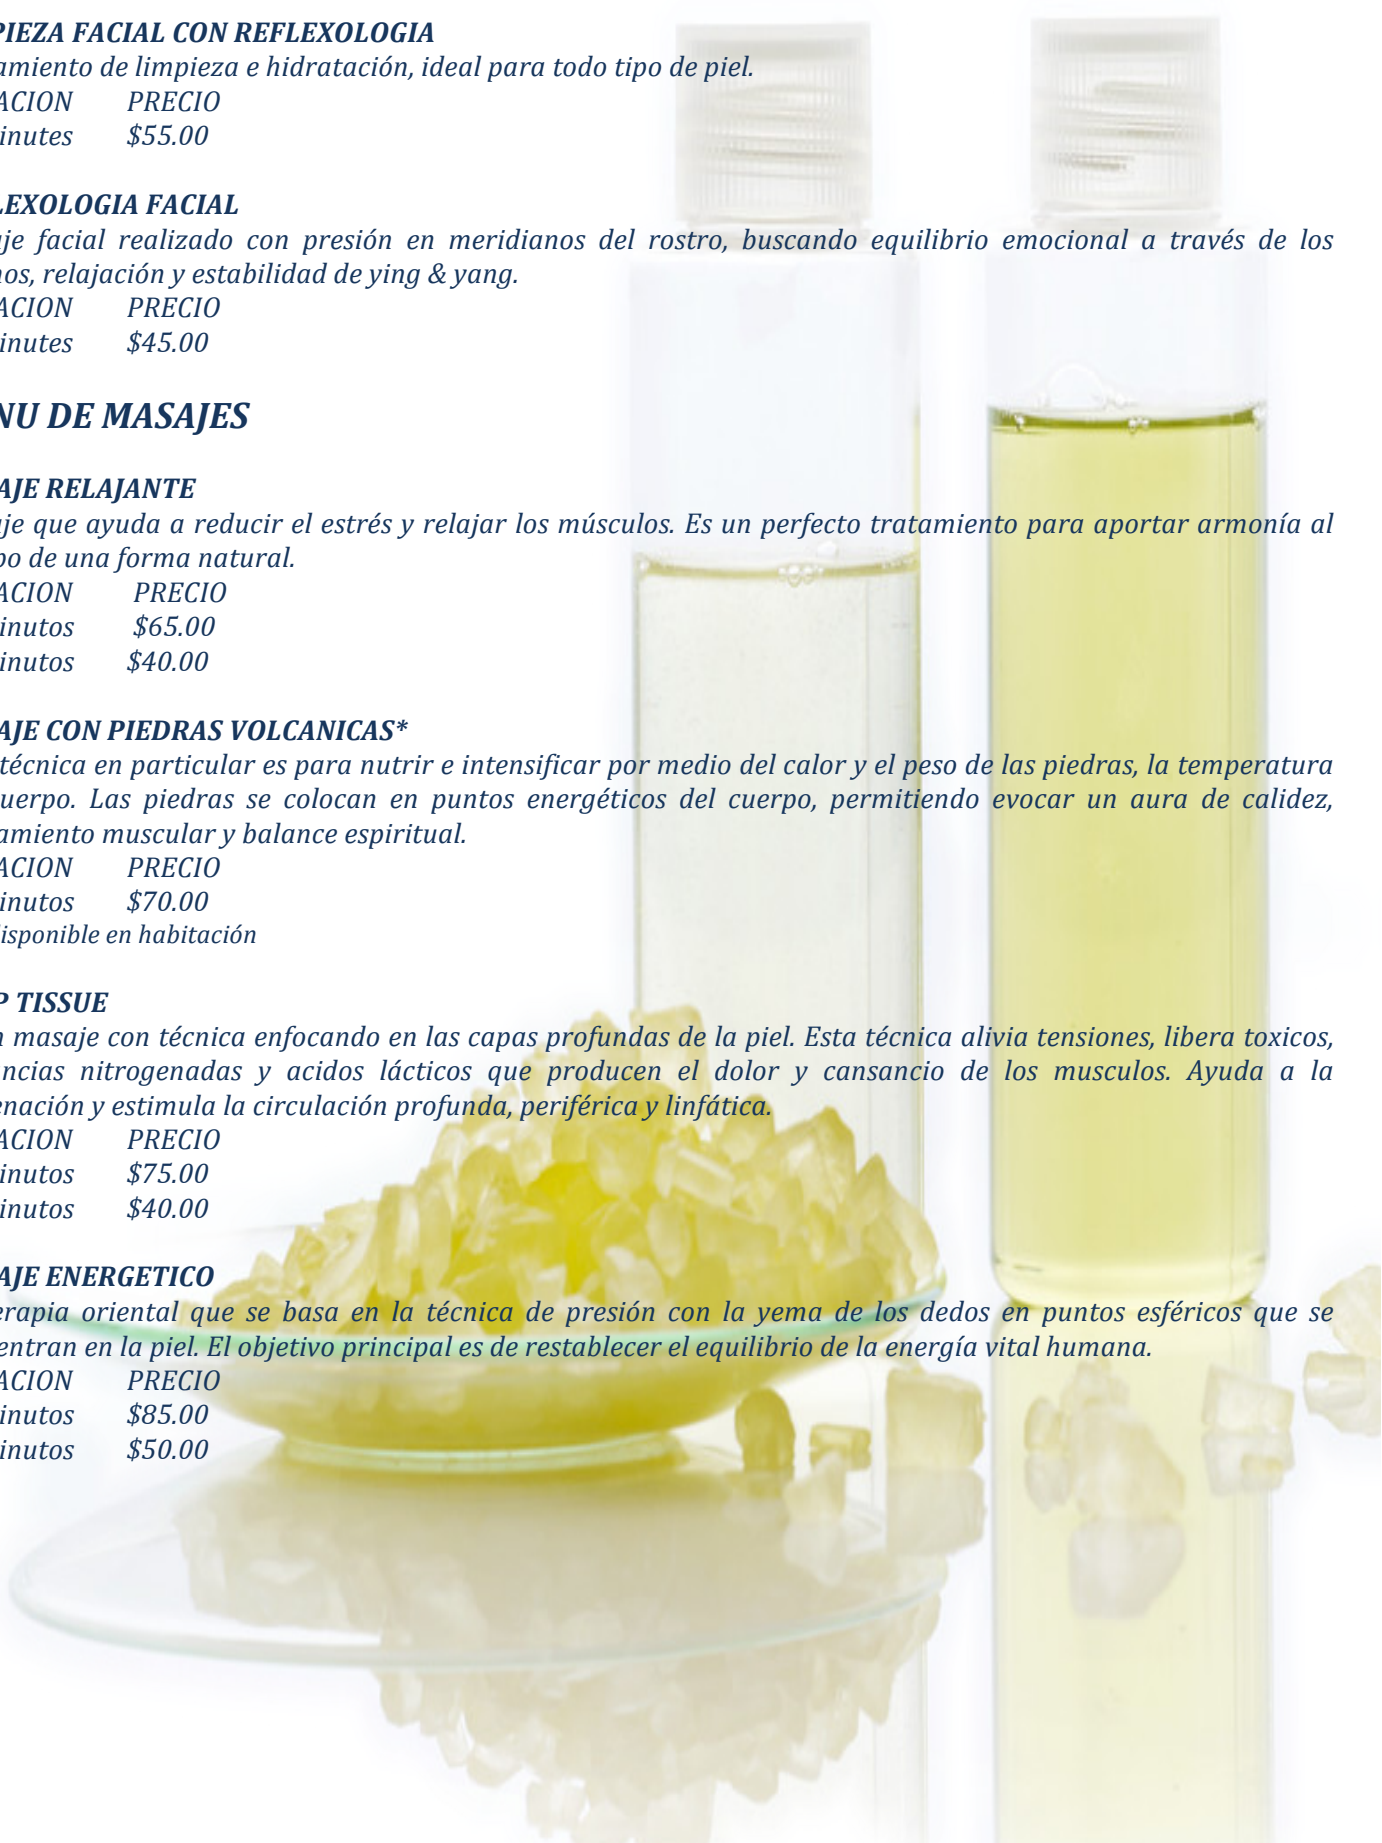 PIEZA FACIAL CON REFLEXOLOGIA
amiento de limpieza e hidratación, ideal para todo tipo de piel.
ACION PRECIO
inutes $55.00
LEXOLOGIA FACIAL
je facial realizado con presión en meridianos del rostro, buscando equilibrio emocional a través de los
nos, relajación y estabilidad de ying & yang.
ACION PRECIO
inutes $45.00
NU DE MASAJES
AJE RELAJANTE
je que ayuda a reducir el estrés y relajar los músculos. Es un perfecto tratamiento para aportar armonía al
po de una forma natural.
ACION PRECIO
inutos $65.00
inutos $40.00
AJE CON PIEDRAS VOLCANICAS*
técnica en particular es para nutrir e intensificar por medio del calor y el peso de las piedras, la temperatura
uerpo. Las piedras se colocan en puntos energéticos del cuerpo, permitiendo evocar un aura de calidez,
amiento muscular y balance espiritual.
ACION PRECIO
inutos $70.00
isponible en habitación
P TISSUE
n masaje con técnica enfocando en las capas profundas de la piel. Esta técnica alivia tensiones, libera toxicos,
ncias nitrogenadas y acidos lácticos que producen el dolor y cansancio de los musculos. Ayuda a la
enación y estimula la circulación profunda, periférica y linfática.
ACION PRECIO
inutos $75.00
inutos $40.00
AJE ENERGETICO
erapia oriental que se basa en la técnica de presión con la yema de los dedos en puntos esféricos que se
entran en la piel. El objetivo principal es de restablecer el equilibrio de la energía vital humana.
ACION PRECIO
inutos $85.00
inutos $50.00